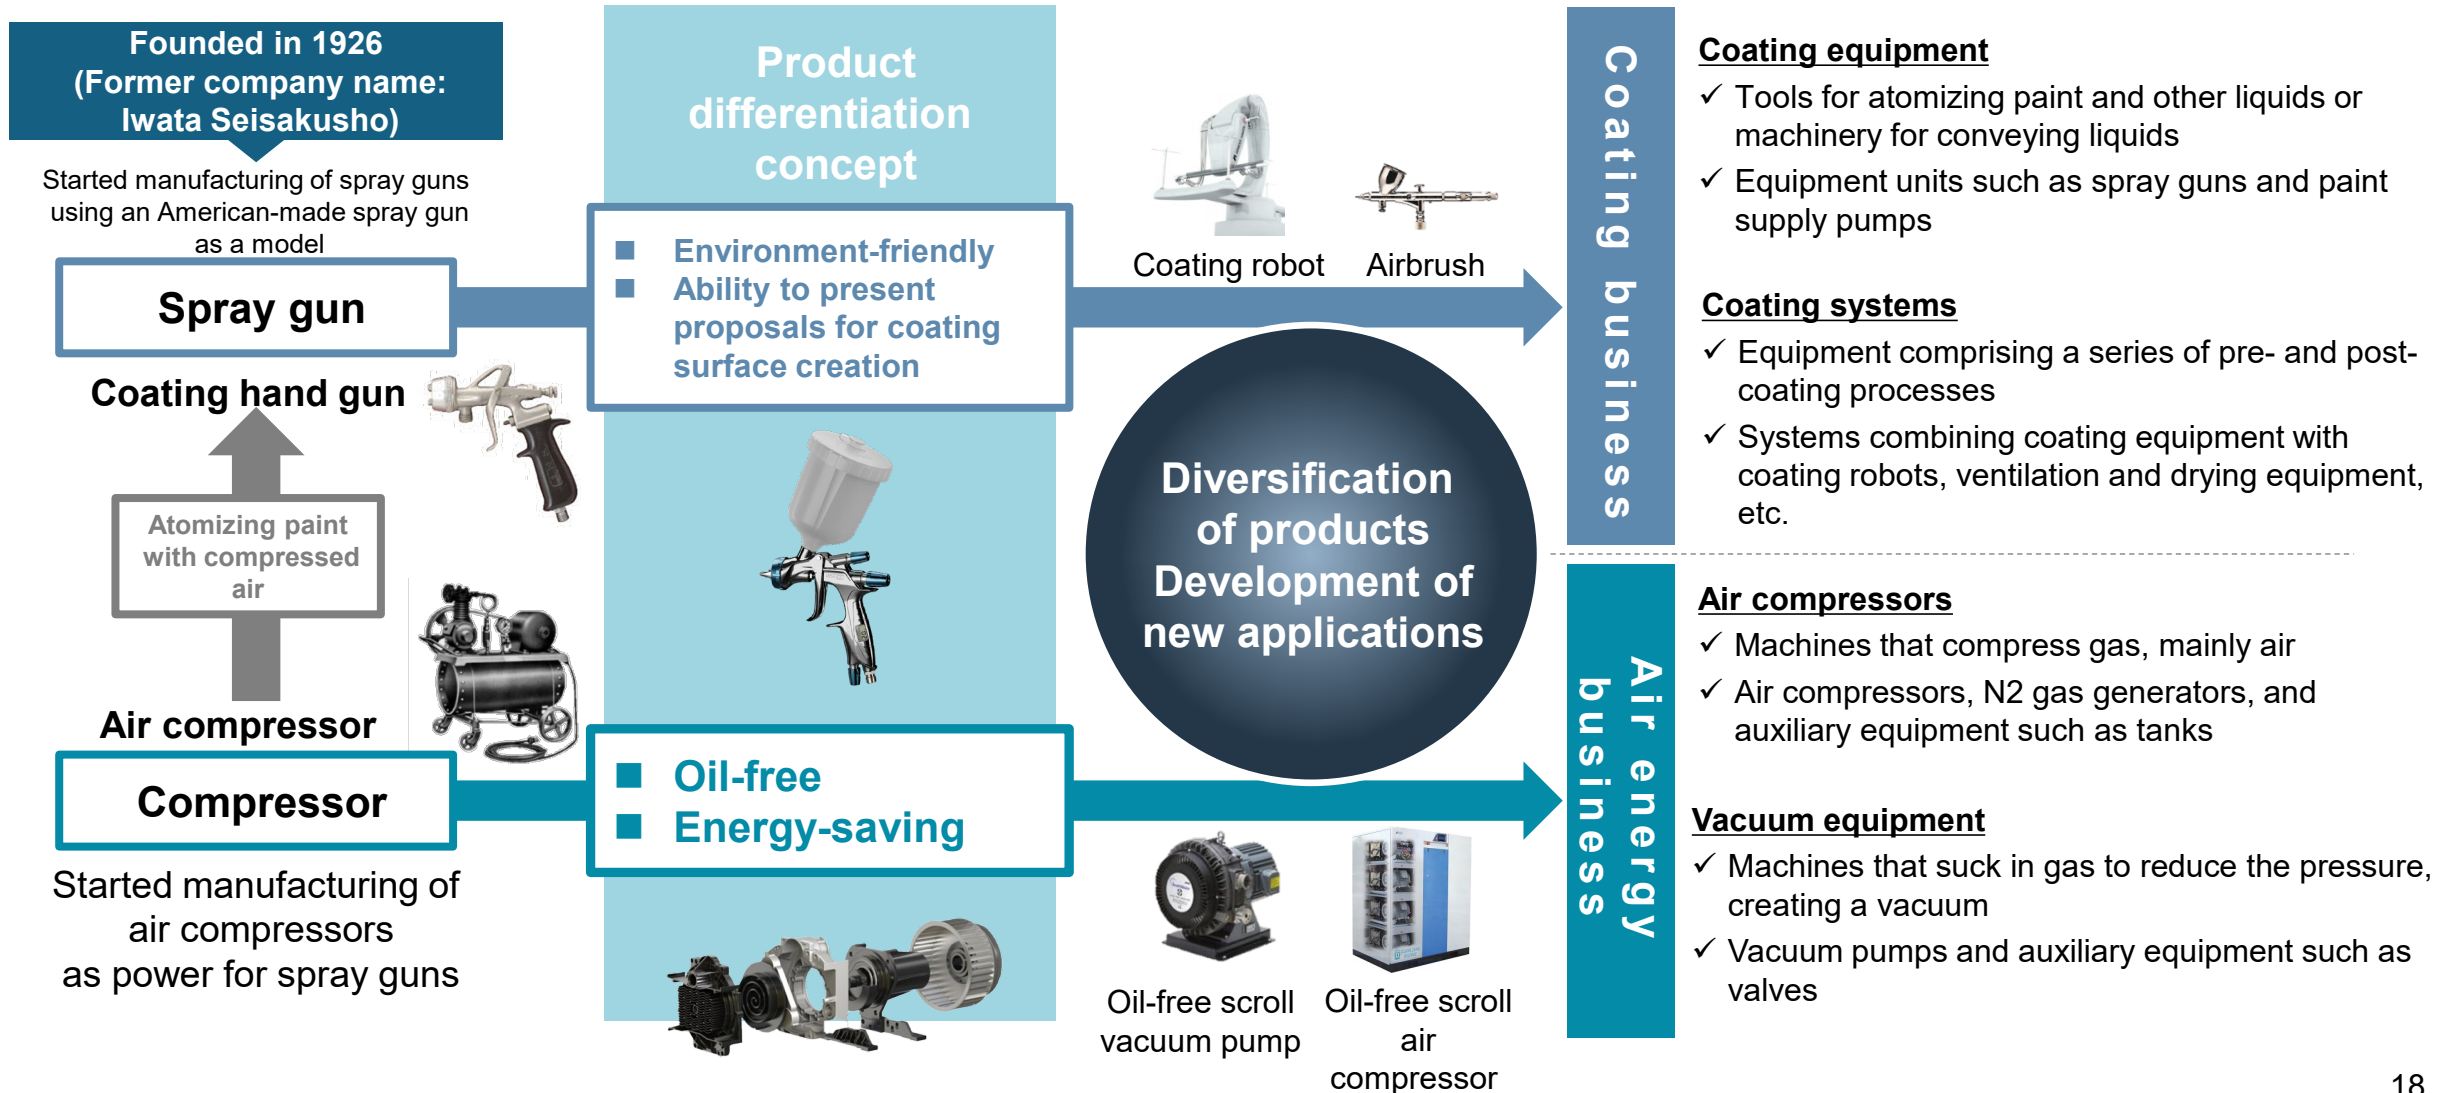 Founded in 1926
(Former company name:
Iwata Seisakusho)
Started manufacturing of spray guns
using an American-made spray gun
as a model
Spray gun
Coating hand gun
Atomizing paint
with compressed
air
Air compressor
Compressor
Started manufacturing of
air compressors
as power for spray guns
Product
differentiation
concept
■ Environment-friendly
■ Ability to present
proposals for coating
surface creation
■ Oil-free
■ Energy-saving
Coating robot
Airbrush
Diversification
of products
Development of
new applications
Oil-free scroll
vacuum pump
Oil-free scroll
air
compressor
Coating business
Coating equipment
✓ Tools for atomizing paint and other liquids or
machinery for conveying liquids
✓ Equipment units such as spray guns and paint
supply pumps
Coating systems
✓ Equipment comprising a series of pre- and post-
coating processes
✓ Systems combining coating equipment with
coating robots, ventilation and drying equipment,
etc.
Air energy
business
Air compressors
✓ Machines that compress gas, mainly air
✓ Air compressors, N2 gas generators, and
auxiliary equipment such as tanks
Vacuum equipment
✓ Machines that suck in gas to reduce the pressure,
creating a vacuum
✓ Vacuum pumps and auxiliary equipment such as
valves
18